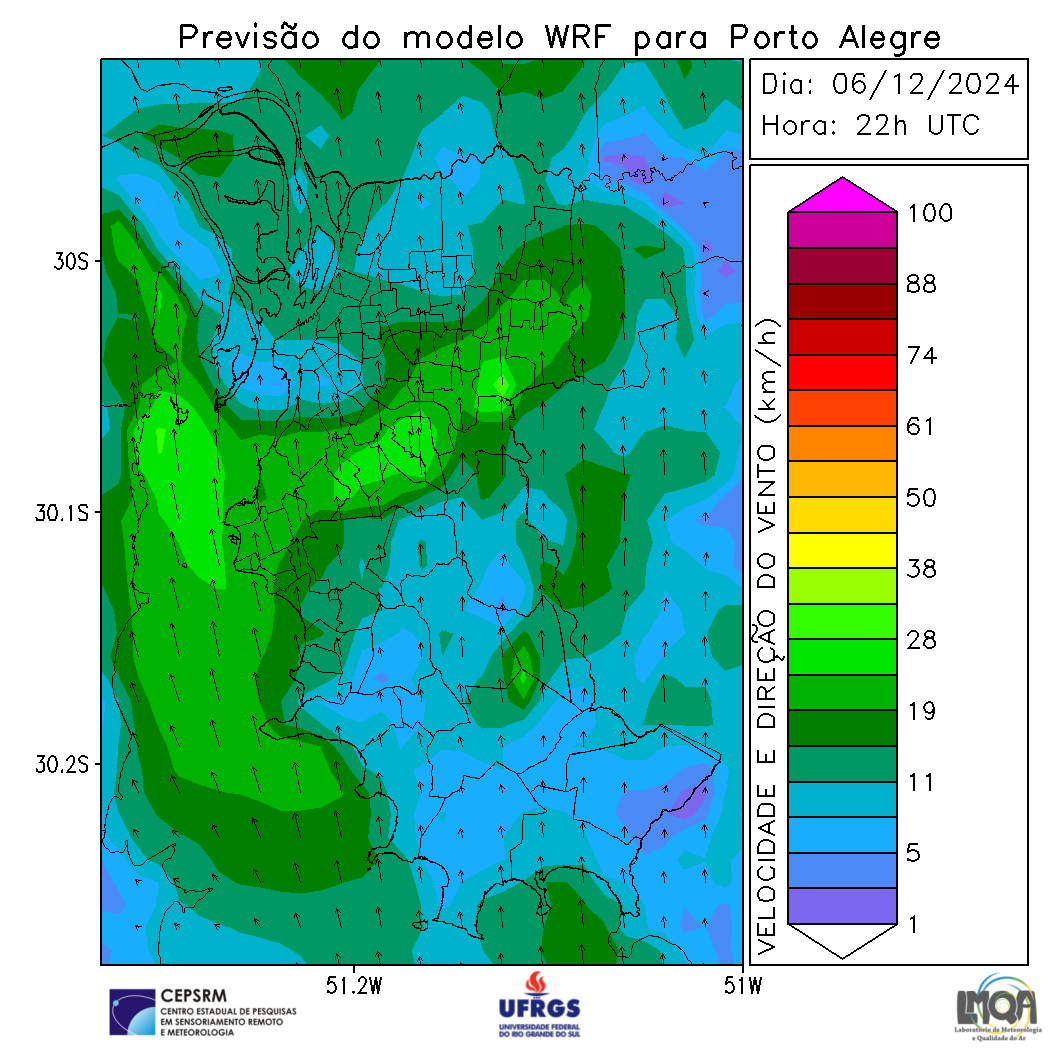 Previsão do modelo WRF para Porto Alegre
Dia: 06/12/2024
Hora: 22h UTC
30S
30.1S
30.2S
51.2W
51W
VELOCIDADE E DIREÇÃO DO VENTO (km/h)
100
88
74
61
50
38
28
19
11
5
1
CEPSRM
CENTRO ESTADUAL DE PESQUISAS
EM SENSORIAMENTO REMOTO
E METEOROLOGIA
UFRGS
UNIVERSIDADE FEDERAL
DO RIO GRANDE DO SUL
LMQA
Laboratório de Meteorologia
e Qualidade do Ar